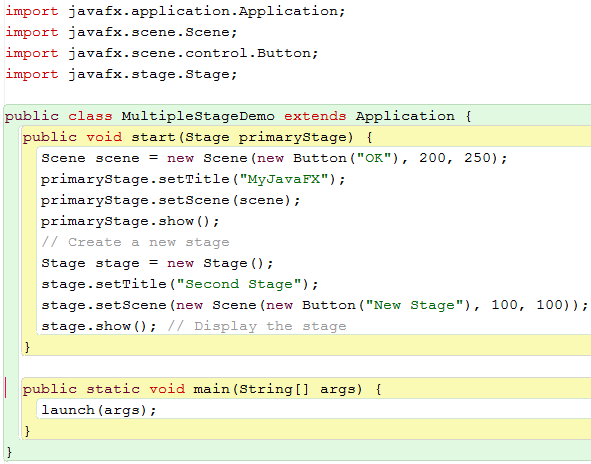 import javafx.application.Application;
import javafx.scene.Scene;
import javafx.scene.control.Button;
import javafx.stage.Stage;
public class MultipleStageDemo extends Application {
public void start(Stage primaryStage) {
Scene scene = new Scene(new Button("OK"), 200, 250);
primaryStage.setTitle("MyJavaFX");
primaryStage.setScene(scene);
primaryStage.show();
// Create a new stage
Stage stage = new Stage();
stage.setTitle("Second Stage");
stage.setScene(new Scene(new Button("New Stage"), 100, 100));
stage.show(); // Display the stage
}
public static void main(String[] args) {
launch(args);
}
}